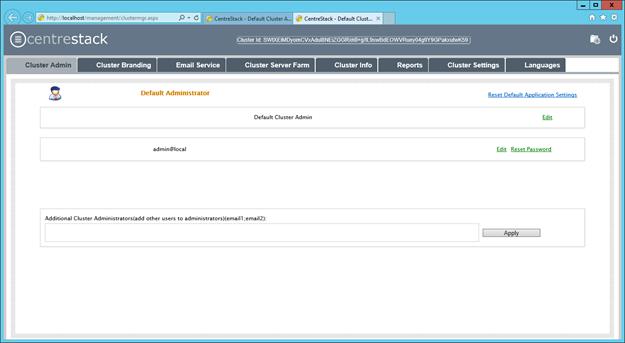 http://localhost/management/clustermgr.aspx
CentreStack - Default Cluster A...
CentreStack - Default Clust...
centrestack
Cluster Id:
Cluster Admin
Cluster Branding
Email Service
Cluster Server Farm
Cluster Info
Reports
Cluster Settings
Languages
Default Administrator
Reset Default Application Settings
Default Cluster Admin
Edit
admin@local
Edit Reset Password
Additional Cluster Administrators(add other users to administrators)(email1;email2):
Apply